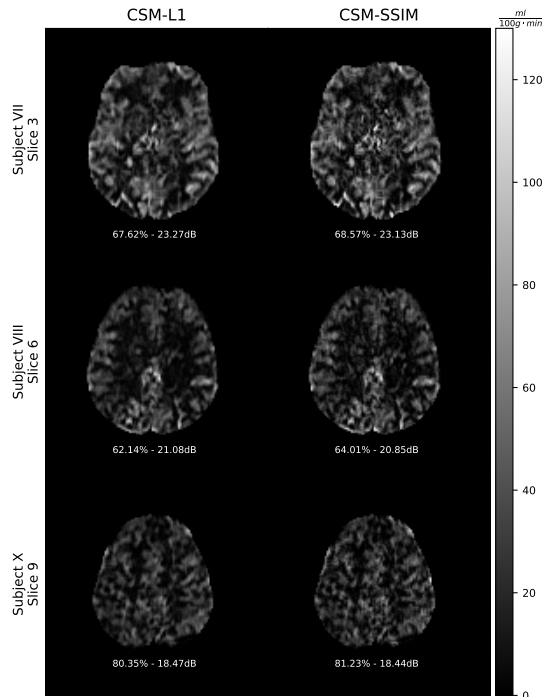 CSM-L1 CSM-SSIM
ml
100g·min
Subject VII
Slice 3
67.62% - 23.27dB 68.57% - 23.13dB
Subject VIII
Slice 6
62.14% - 21.08dB 64.01% - 20.85dB
Subject X
Slice 9
80.35% - 18.47dB 81.23% - 18.44dB
120
100
80
60
40
20
0